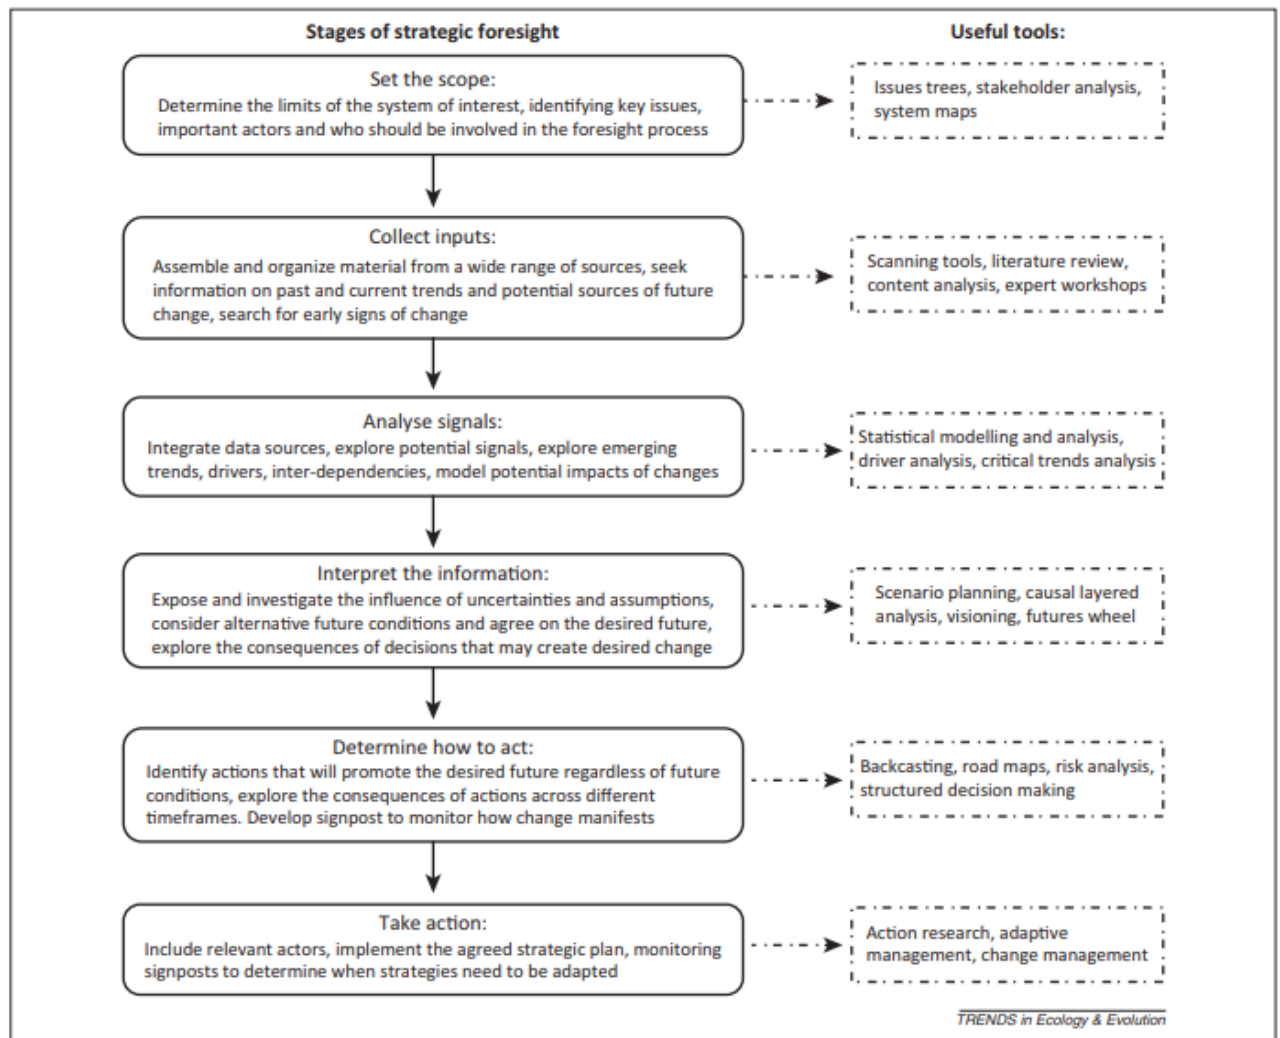 Stages of strategic foresight
Useful tools:
Set the scope:
Determine the limits of the system of interest, identifying key issues,
important actors and who should be involved in the foresight process
Issues trees, stakeholder analysis,
system maps
Collect inputs:
Assemble and organize material from a wide range of sources, seek
information on past and current trends and potential sources of future
change, search for early signs of change
Scanning tools, literature review,
content analysis, expert workshops
Analyse signals:
Integrate data sources, explore potential signals, explore emerging
trends, drivers, inter-dependencies, model potential impacts of changes
Statistical modelling and analysis,
driver analysis, critical trends analysis
Interpret the information:
Expose and investigate the influence of uncertainties and assumptions,
consider alternative future conditions and agree on the desired future,
explore the consequences of decisions that may create desired change
Scenario planning, causal layered
analysis, visioning, futures wheel
Determine how to act:
Identify actions that will promote the desired future regardless of future
conditions, explore the consequences of actions across different
timeframes. Develop signpost to monitor how change manifests
Backcasting, road maps, risk analysis,
structured decision making
Take action:
Include relevant actors, implement the agreed strategic plan, monitoring
signposts to determine when strategies need to be adapted
Action research, adaptive
management, change management
TRENDS in Ecology & Evolution